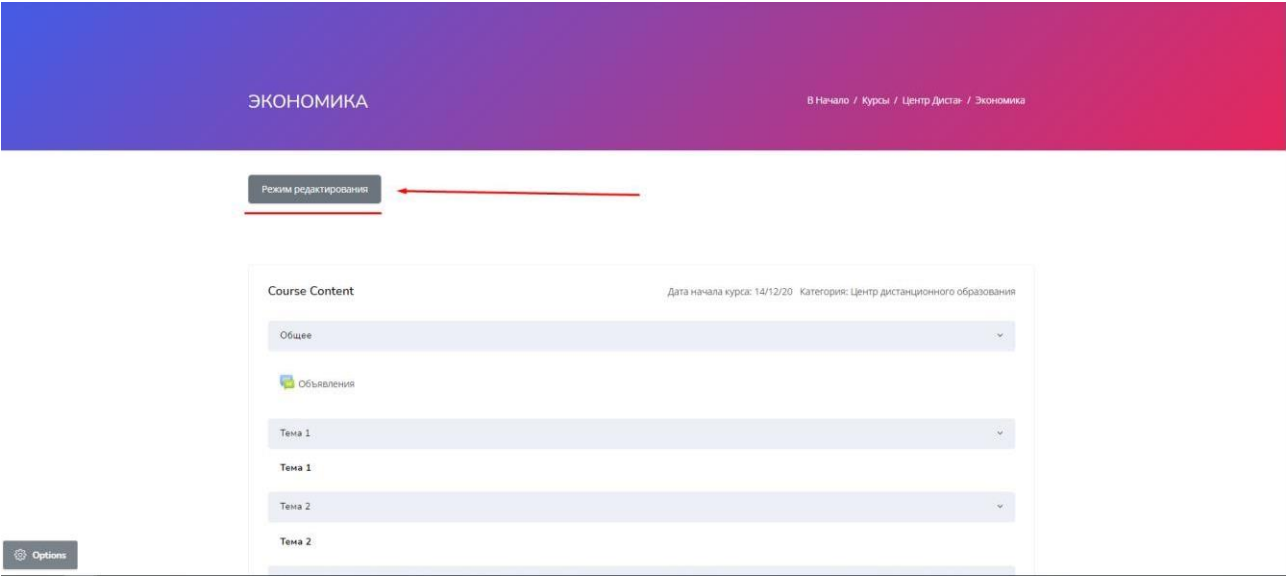 ЭКОНОМИКА
В Начало / Курсы / Центр Дистан / Экономика
Режим редактирования
Course Content
Дата начала курса: 14/12/20 Категория: Центр дистанционного образования
Общее
Объявления
Тема 1
Тема 1
Тема 2
Тема 2
Options